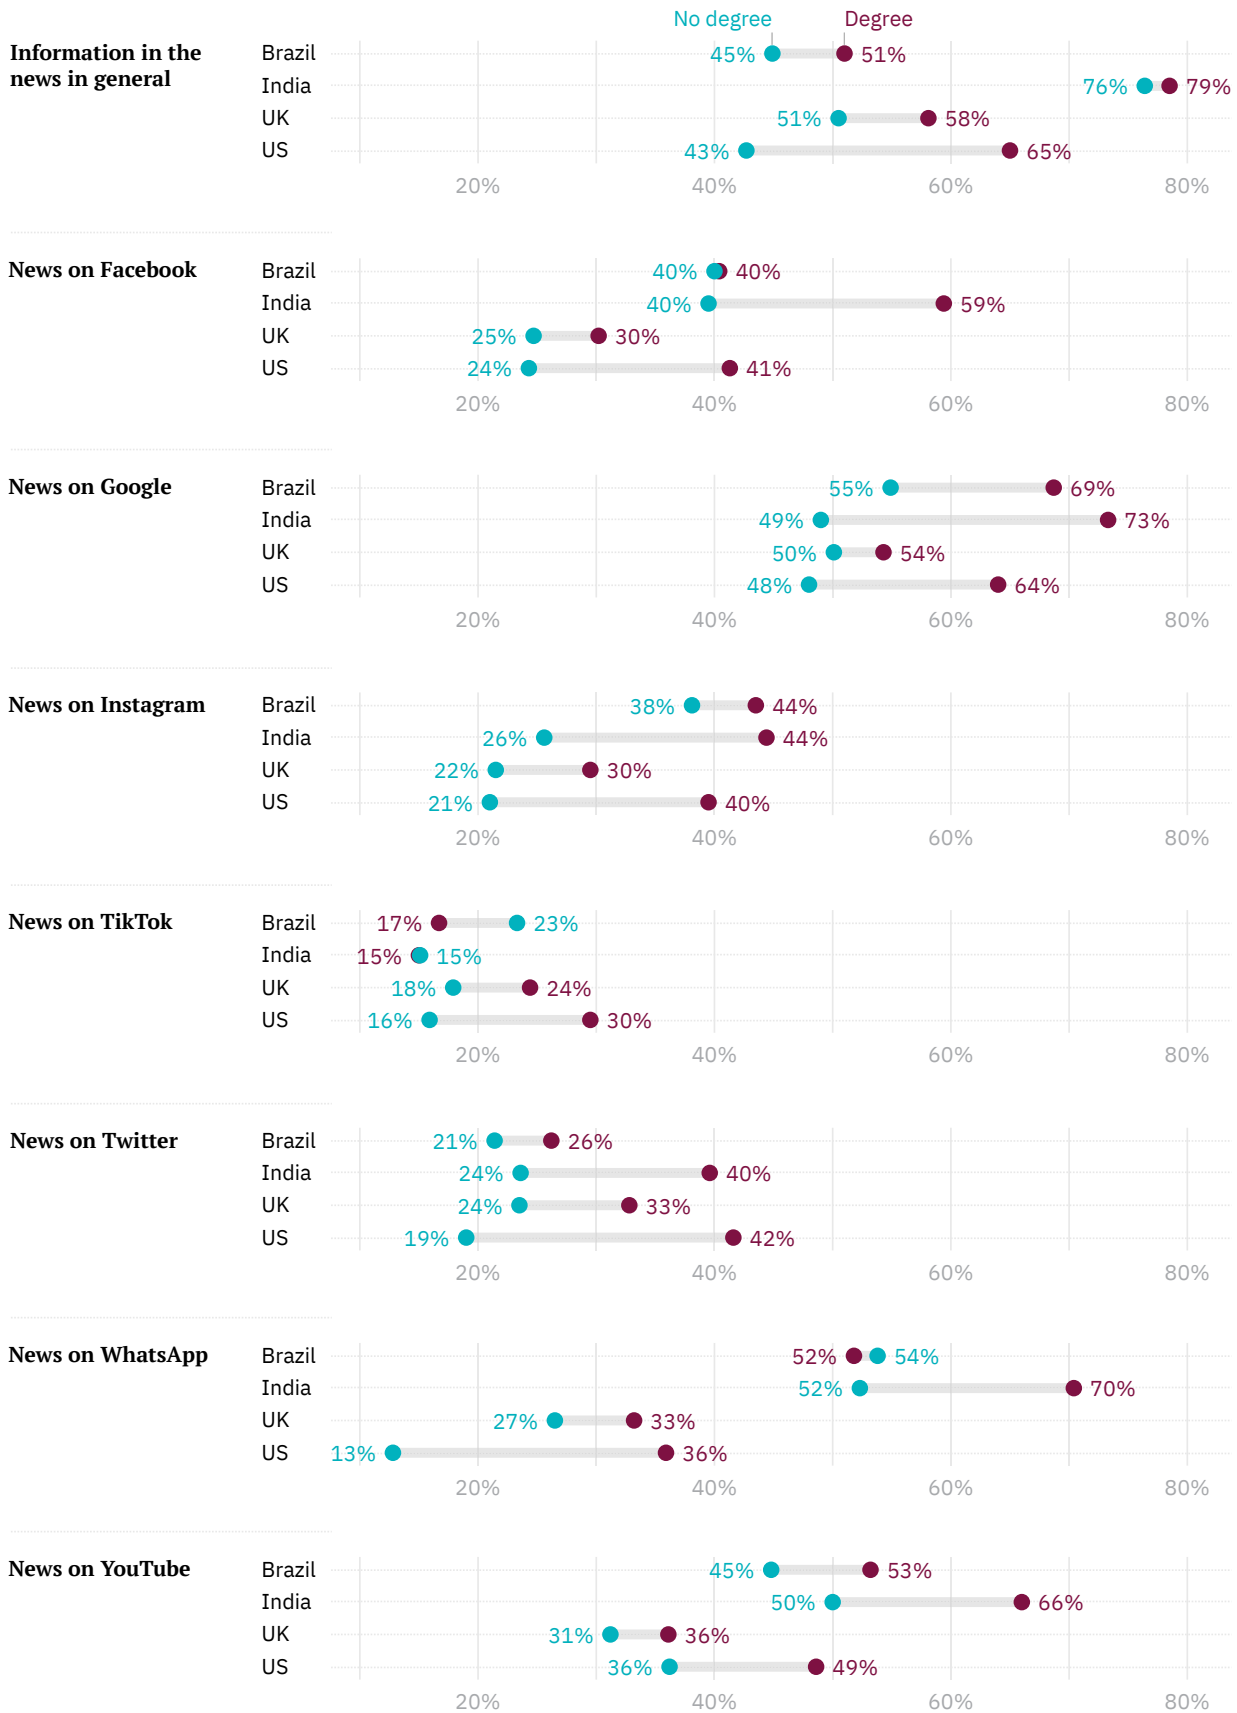 No degree Degree
Information in the Brazil 45% 51%
news in general India 76% 79%
UK 51% 58%
US 43% 65%
20% 40% 60% 80%
News on Facebook Brazil 40% 40%
India 40% 59%
UK 25% 30%
US 24% 41%
20% 40% 60% 80%
News on Google Brazil 55% 69%
India 49% 73%
UK 50% 54%
US 48% 64%
20% 40% 60% 80%
News on Instagram Brazil 38% 44%
India 26% 44%
UK 22% 30%
US 21% 40%
20% 40% 60% 80%
News on TikTok Brazil 17% 23%
India 15% 15%
UK 18% 24%
US 16% 30%
20% 40% 60% 80%
News on Twitter Brazil 21% 26%
India 24% 40%
UK 24% 33%
US 19% 42%
20% 40% 60% 80%
News on WhatsApp Brazil 52% 54%
India 52% 70%
UK 27% 33%
US 13% 36%
20% 40% 60% 80%
News on YouTube Brazil 45% 53%
India 50% 66%
UK 31% 36%
US 36% 49%
20% 40% 60% 80%